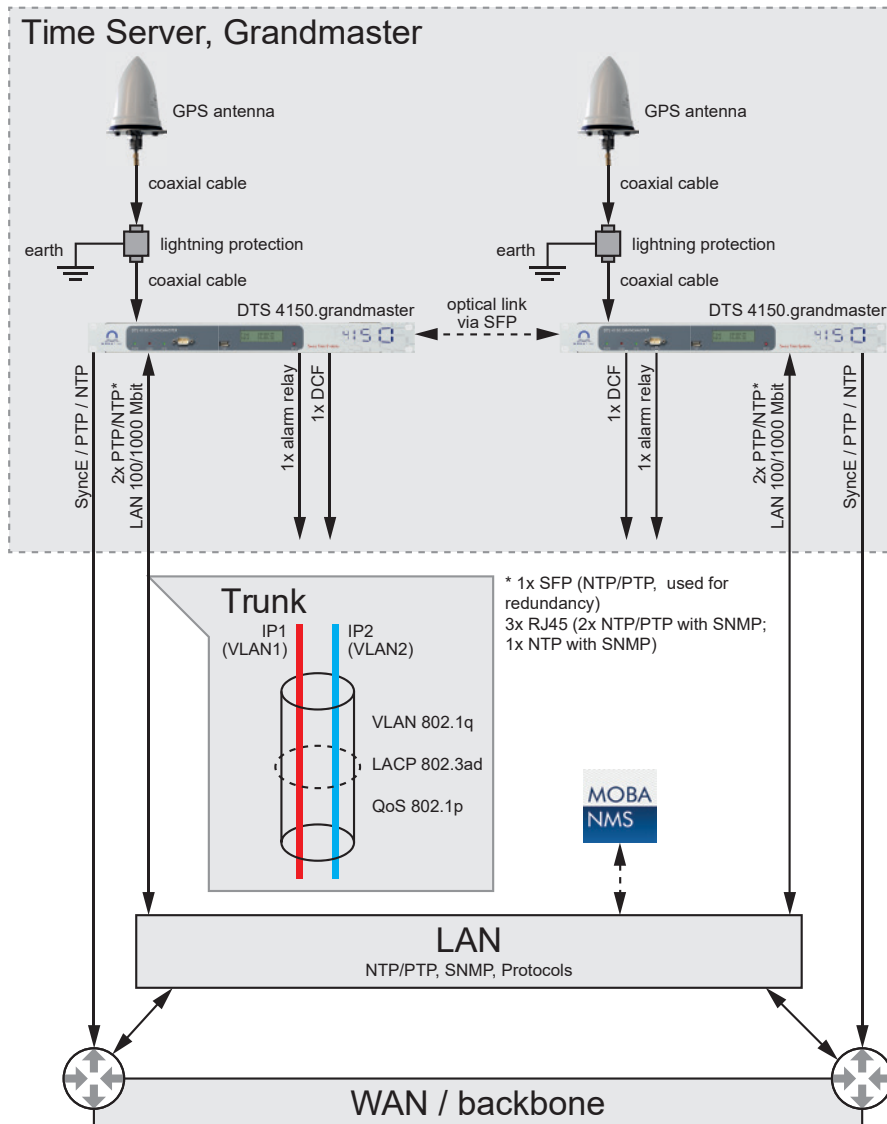 Time Server, Grandmaster
GPS antenna
GPS antenna
coaxial cable
coaxial cable
earth
lightning protection
earth
lightning protection
coaxial cable
coaxial cable
DTS 4150.grandmaster
optical link
via SFP
DTS 4150.grandmaster
4150
4150
SyncE / PTP / NTP
2x PTP/NTP*
LAN 100/1000 Mbit
1x alarm relay
1x DCF
1x DCF
1x alarm relay
2x PTP/NTP*
LAN 100/1000 Mbit
SyncE / PTP / NTP
Trunk
IP1
(VLAN1)
IP2
(VLAN2)
VLAN 802.1q
LACP 802.3ad
QoS 802.1p
* 1x SFP (NTP/PTP, used for
redundancy)
3x RJ45 (2x NTP/PTP with SNMP;
1x NTP with SNMP)
MOBA
NMS
LAN
NTP/PTP, SNMP, Protocols
WAN / backbone